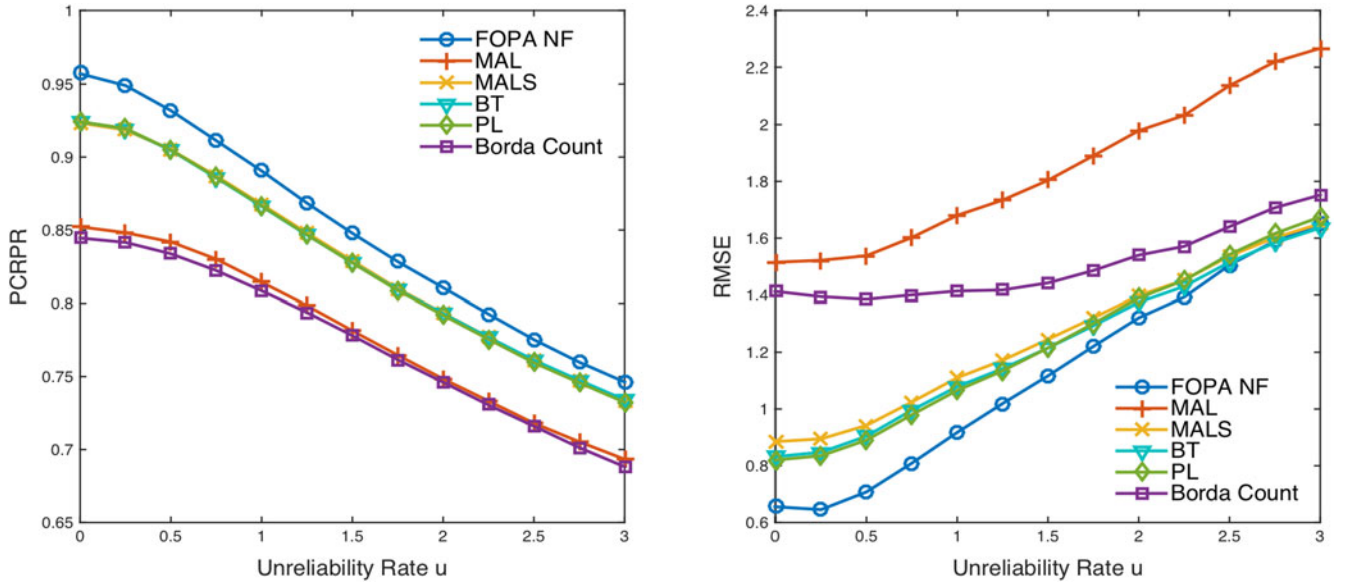 1
0.95
0.9
0.85
0.8
0.75
0.7
0.65
PCRPR
0
0.5
1
1.5
2
2.5
3
Unreliability Rate u
FOPA NF
MAL
MALS
BT
PL
Borda Count
2.4
2.2
2
1.8
1.6
1.4
1.2
1
0.8
0.6
RMSE
0
0.5
1
1.5
2
2.5
3
Unreliability Rate u
FOPA NF
MAL
MALS
BT
PL
Borda Count